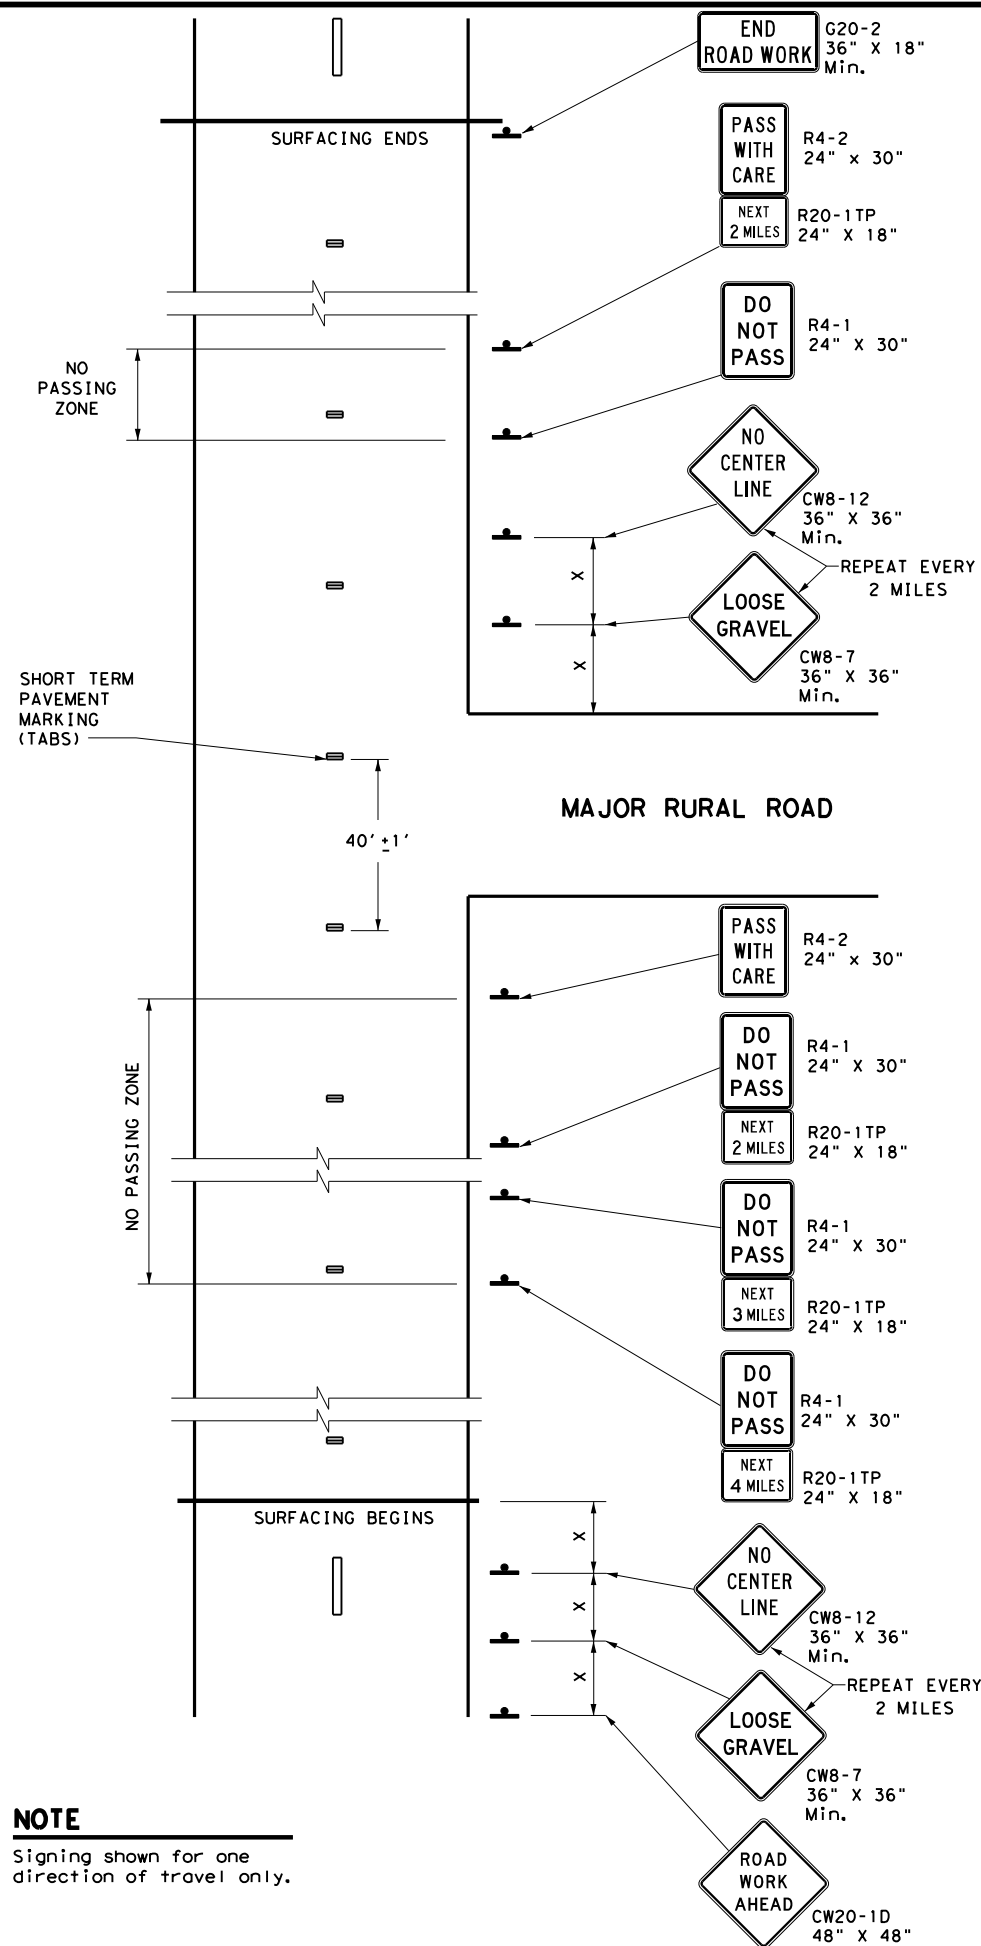 END
ROAD WORK
G20-2
36" X 18"
Min.
SURFACING ENDS
PASS
WITH
CARE
R4-2
24" x 30"
NEXT
2 MILES
R20-1TP
24" X 18"
DO
NOT
PASS
R4-1
24" X 30"
NO
PASSING
ZONE
NO
CENTER
LINE
CW8-12
36" X 36"
Min.
X
REPEAT EVERY
2 MILES
LOOSE
GRAVEL
X
CW8-7
36" X 36"
Min.
SHORT TERM
PAVEMENT
MARKING
(TABS)
40' ±1'
MAJOR RURAL ROAD
PASS
WITH
CARE
R4-2
24" x 30"
NO PASSING ZONE
DO
NOT
PASS
R4-1
24" X 30"
NEXT
2 MILES
R20-1TP
24" X 18"
DO
NOT
PASS
R4-1
24" X 30"
NEXT
3 MILES
R20-1TP
24" X 18"
DO
NOT
PASS
R4-1
24" X 30"
NEXT
4 MILES
R20-1TP
24" X 18"
SURFACING BEGINS
X
NO
CENTER
LINE
X
CW8-12
36" X 36"
Min.
X
REPEAT EVERY
2 MILES
LOOSE
GRAVEL
CW8-7
36" X 36"
Min.
NOTE
Signing shown for one
direction of travel only.
ROAD
WORK
AHEAD
CW20-1D
48" X 48"